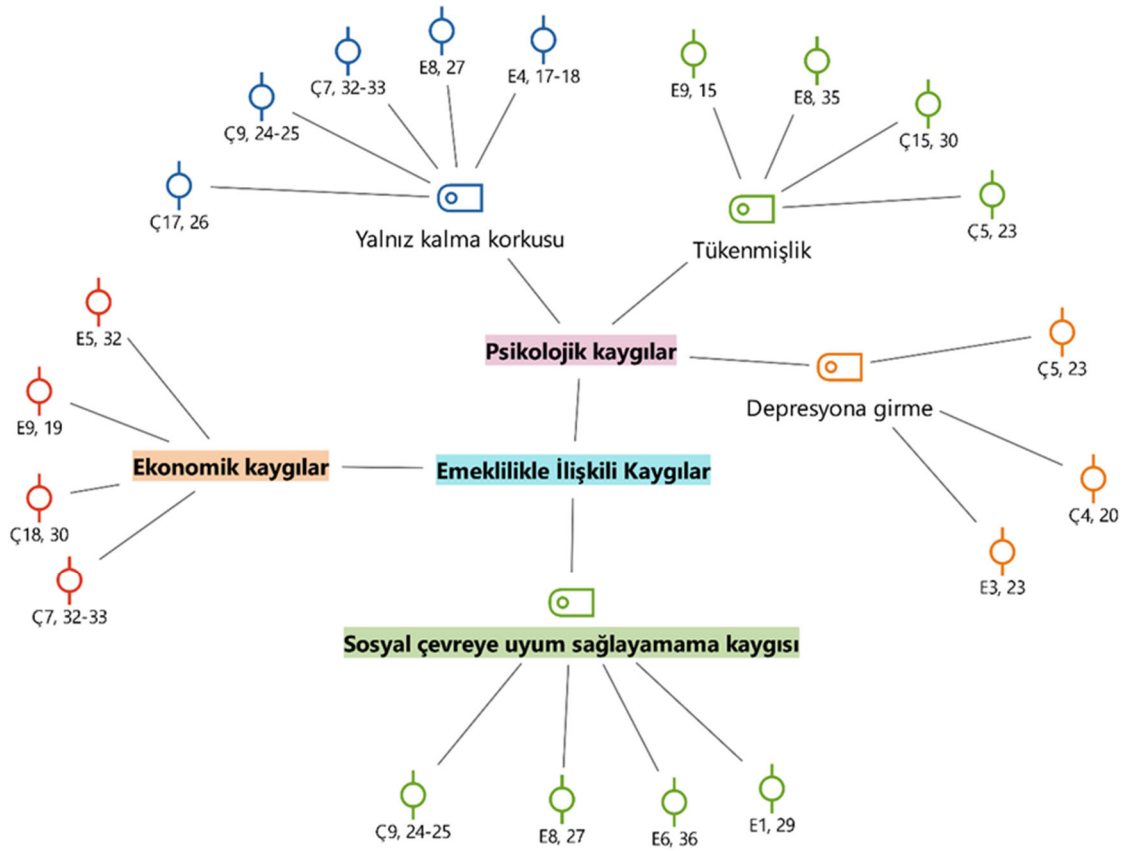 E8, 27
E4, 17-18
Ç7, 32-33
Ç9, 24-25
Ç17, 26
Yalnız kalma korkusu
E9, 15
E8, 35
Ç15, 30
Ç5, 23
Tükenmişlik
Psikolojik kaygılar
Ç5, 23
Depresyona girme
Ç4, 20
E3, 23
E5, 32
E9, 19
Ekonomik kaygılar
Ç18, 30
Ç7, 32-33
Emeklilikle İlişkili Kaygılar
Sosyal çevreye uyum sağlayamama kaygısı
Ç9, 24-25
E8, 27
E6, 36
E1, 29